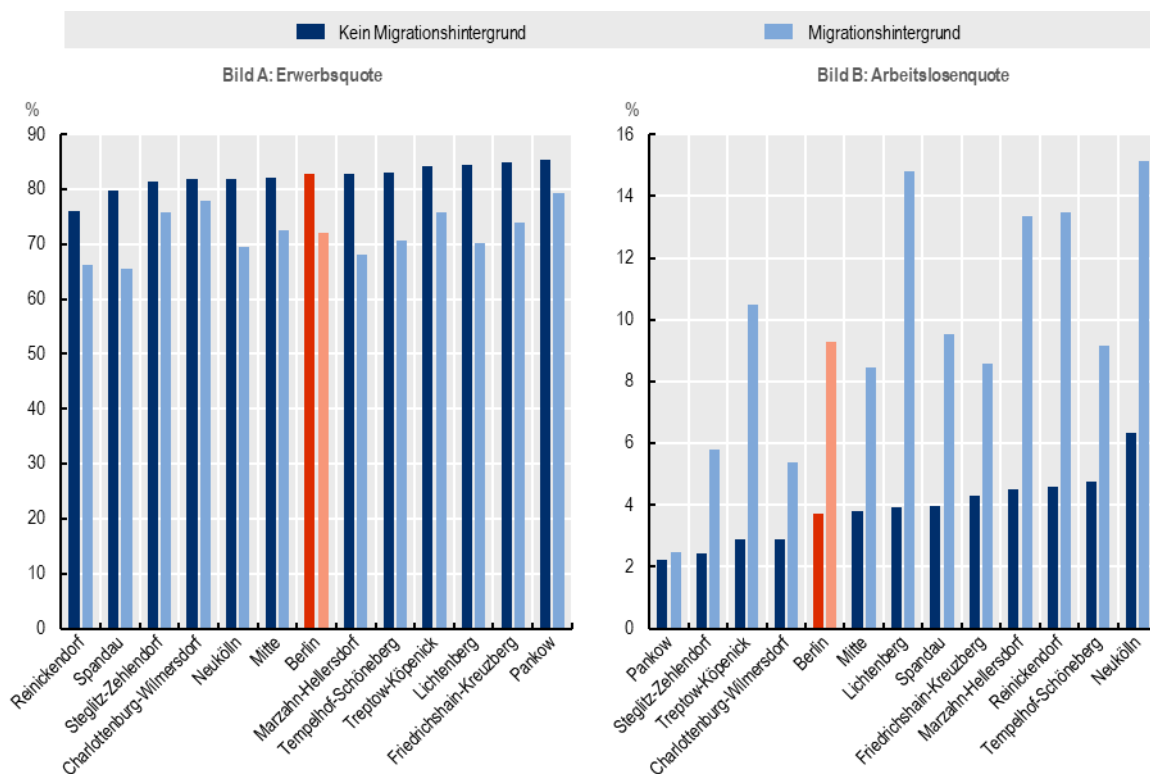 Kein Migrationshintergrund
Migrationshintergrund
Bild A: Erwerbsquote
%
90
80
70
60
50
40
30
20
10
0
Reinickendorf
Spandau
Steglitz-Zehlendorf
Charlottenburg-Wilmersdorf
Neukölln
Mitte
Berlin
Marzahn-Hellersdorf
Tempelhof-Schöneberg
Treptow-Köpenick
Lichtenberg
Friedrichshain-Kreuzberg
Pankow
Bild B: Arbeitslosenquote
%
16
14
12
10
8
6
4
2
0
Pankow
Steglitz-Zehlendorf
Treptow-Köpenick
Charlottenburg-Wilmersdorf
Berlin
Mitte
Lichtenberg
Spandau
Friedrichshain-Kreuzberg
Marzahn-Hellersdorf
Reinickendorf
Tempelhof-Schöneberg
Neukölln